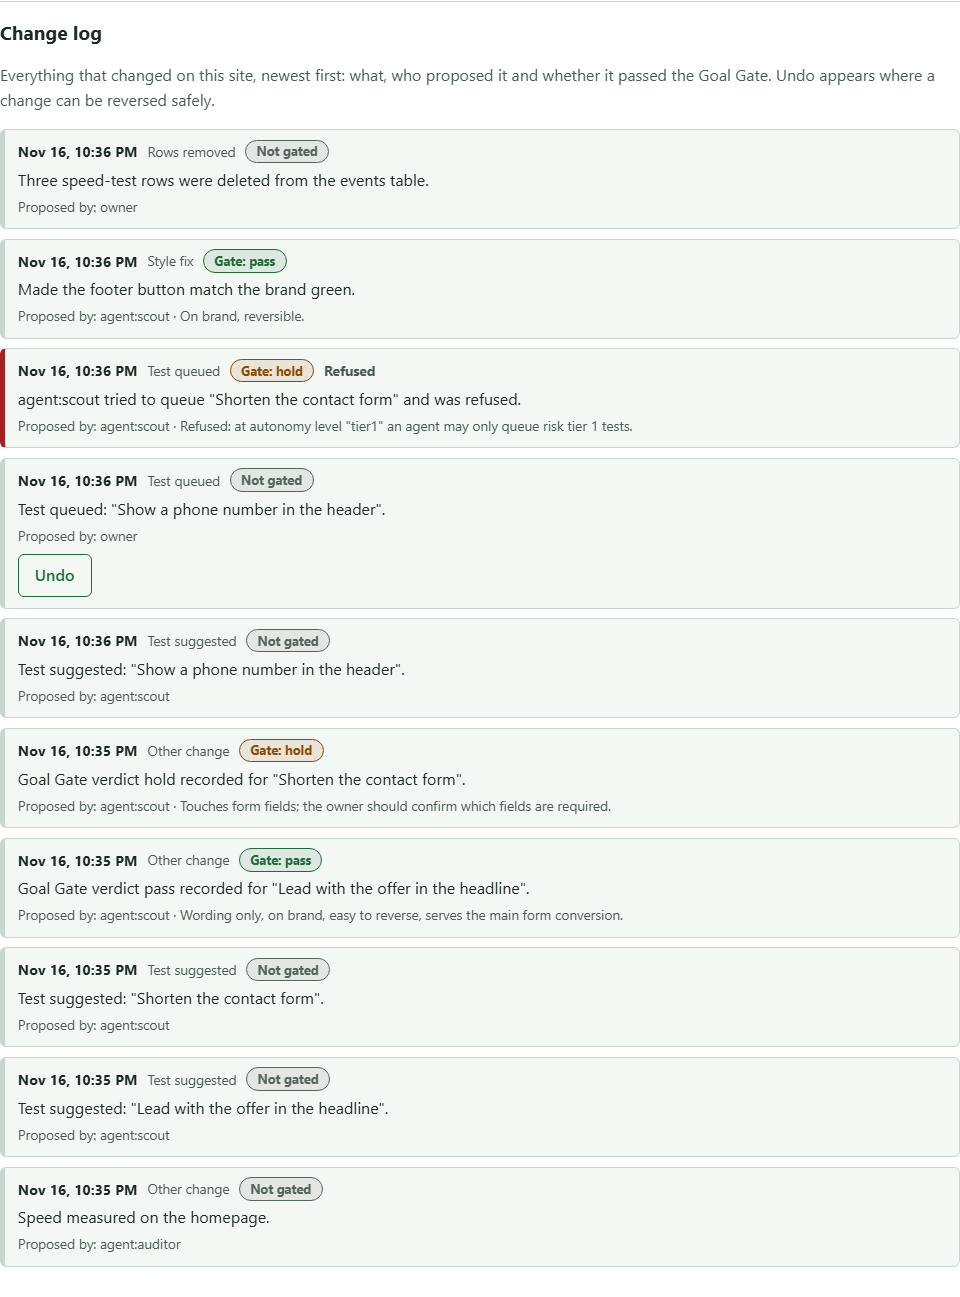 Change log
Everything that changed on this site, newest first: what, who proposed it and whether it passed the Goal Gate. Undo appears where a
change can be reversed safely.
Nov 16, 10:36 PM Rows removed Not gated
Three speed-test rows were deleted from the events table.
Proposed by: owner
Nov 16, 10:36 PM Style fix Gate: pass
Made the footer button match the brand green.
Proposed by: agent:scout · On brand, reversible.
Nov 16, 10:36 PM Test queued Gate: hold Refused
agent:scout tried to queue "Shorten the contact form" and was refused.
Proposed by: agent:scout · Refused: at autonomy level "tier1" an agent may only queue risk tier 1 tests.
Nov 16, 10:36 PM Test queued Not gated
Test queued: "Show a phone number in the header".
Proposed by: owner
Undo
Nov 16, 10:36 PM Test suggested Not gated
Test suggested: "Show a phone number in the header".
Proposed by: agent:scout
Nov 16, 10:35 PM Other change Gate: hold
Goal Gate verdict hold recorded for "Shorten the contact form".
Proposed by: agent:scout · Touches form fields; the owner should confirm which fields are required.
Nov 16, 10:35 PM Other change Gate: pass
Goal Gate verdict pass recorded for "Lead with the offer in the headline".
Proposed by: agent:scout · Wording only, on brand, easy to reverse, serves the main form conversion.
Nov 16, 10:35 PM Test suggested Not gated
Test suggested: "Shorten the contact form".
Proposed by: agent:scout
Nov 16, 10:35 PM Test suggested Not gated
Test suggested: "Lead with the offer in the headline".
Proposed by: agent:scout
Nov 16, 10:35 PM Other change Not gated
Speed measured on the homepage.
Proposed by: agent:auditor